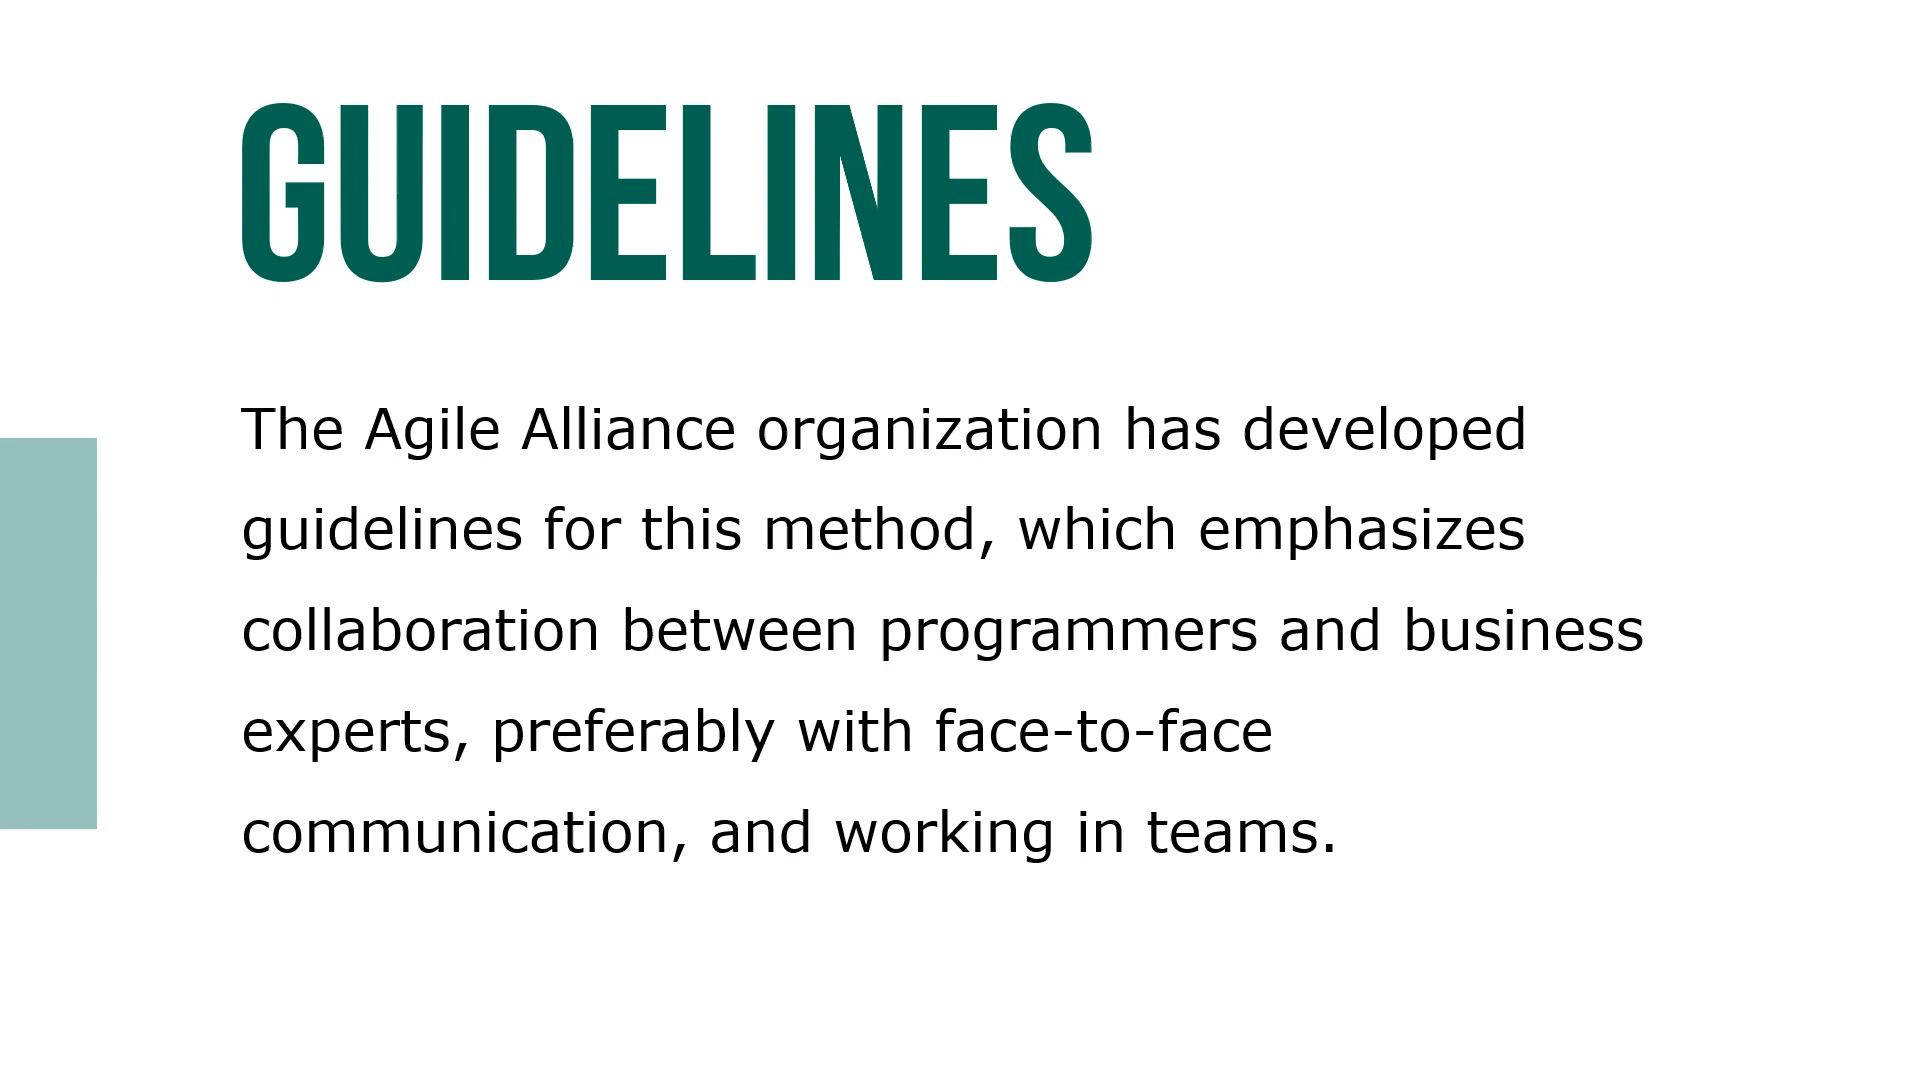 GUIDELINES
The Agile Alliance organization has developed
guidelines for this method, which emphasizes
collaboration between programmers and business
experts, preferably with face-to-face
communication, and working in teams.